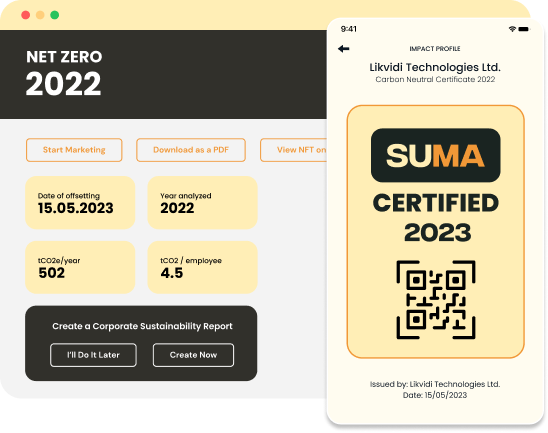 NET ZERO
2022
Start Marketing
Download as a PDF
View NFT on
Date of offsetting
15.05.2023
Year analyzed
2022
tCO2e/year
502
tCO2 / employee
4.5
Create a Corporate Sustainability Report
I'll Do It Later
Create Now
9:41
IMPACT PROFILE
Likvidi Technologies Ltd.
Carbon Neutral Certificate 2022
SUMA
CERTIFIED
2023
Issued by: Likvidi Technologies Ltd.
Date: 15/05/2023